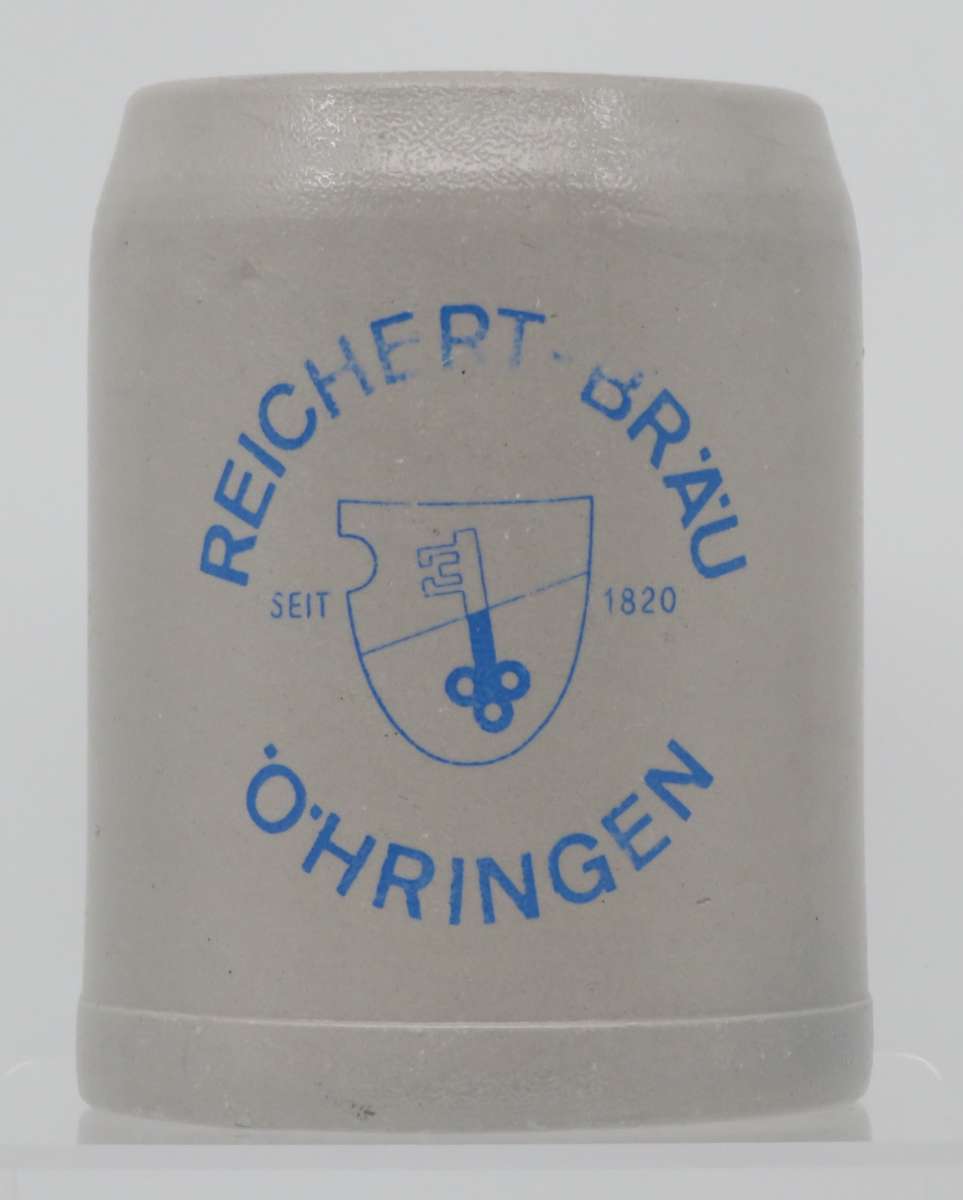 REICHERT-BRÄU
SEIT 1820
ÖHRINGEN